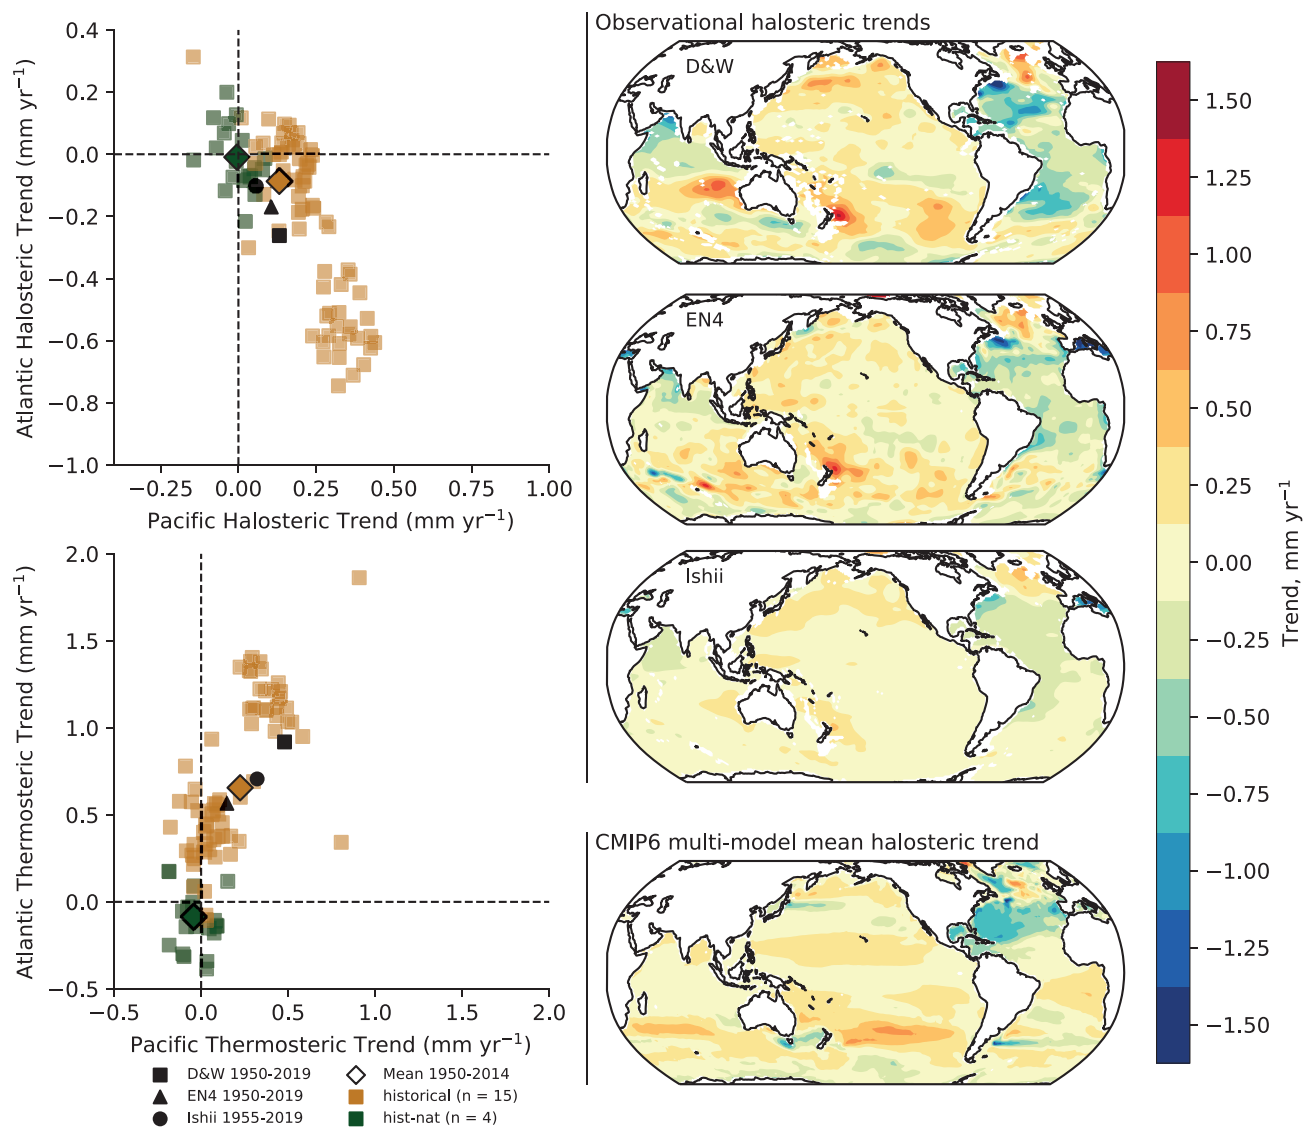 0.4
0.2
0.0
−0.2
−0.4
−0.6
−0.8
−1.0
Atlantic Halosteric Trend (mm yr⁻¹)
−0.25 0.00 0.25 0.50 0.75 1.00
Pacific Halosteric Trend (mm yr⁻¹)
2.0
1.5
1.0
0.5
0.0
−0.5
Atlantic Thermosteric Trend (mm yr⁻¹)
−0.5 0.0 0.5 1.0 1.5 2.0
Pacific Thermosteric Trend (mm yr⁻¹)
D&W 1950-2019
EN4 1950-2019
Ishii 1955-2019
Mean 1950-2014
historical (n = 15)
hist-nat (n = 4)
Observational halosteric trends
D&W
EN4
Ishii
CMIP6 multi-model mean halosteric trend
1.50
1.25
1.00
0.75
0.50
0.25
0.00
−0.25
−0.50
−0.75
−1.00
−1.25
−1.50
Trend, mm yr⁻¹